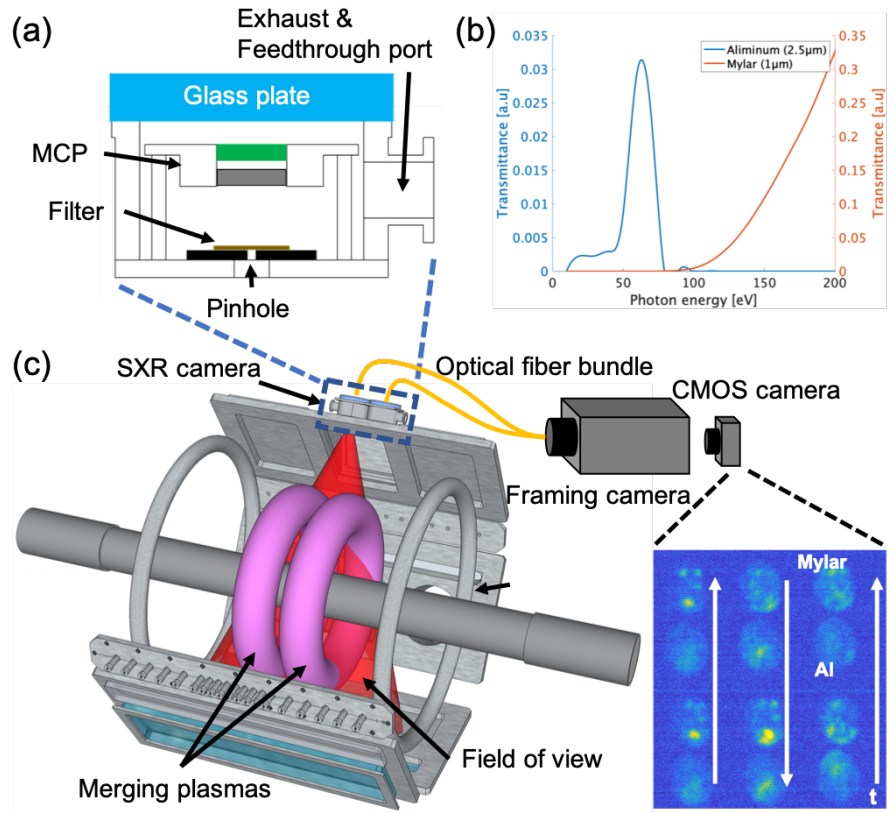 (a)
Exhaust &
Feedthrough port
Glass plate
MCP
Filter
Pinhole
(b)
Aliminum (2.5μm)
Mylar (1μm)
Transmittance [a.u]
0.035
0.03
0.025
0.02
0.015
0.01
0.005
0
0.35
0.3
0.25
0.2
0.15
0.1
0.05
0
Transmittance [a.u]
0 50 100 150 200
Photon energy [eV]
(c)
SXR camera
Optical fiber bundle
CMOS camera
Framing camera
Merging plasmas
Field of view
Mylar
Al
t